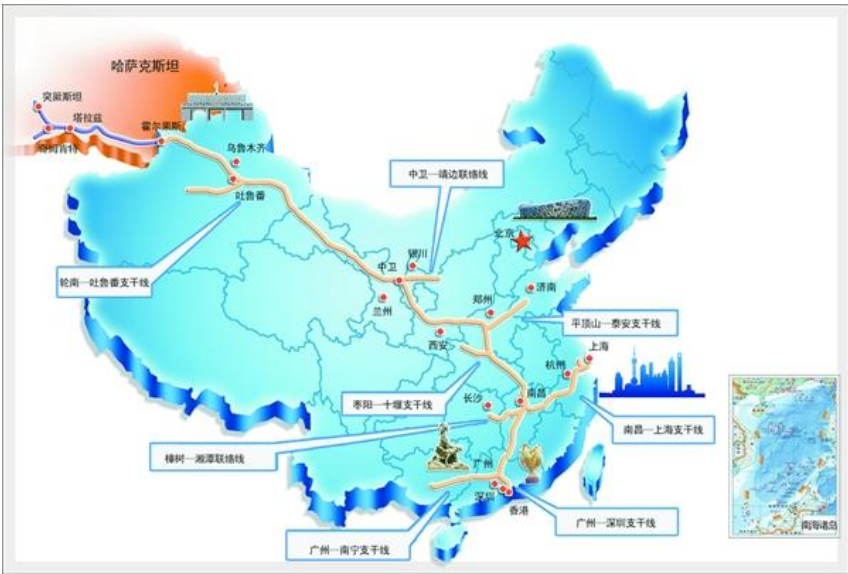 哈萨克斯坦
突厥斯坦
塔拉兹
奇姆肯特
霍尔果斯
乌鲁木齐
吐鲁番
中卫—靖边联络线
北京
银川
中卫
轮南—吐鲁番支干线
兰州
郑州
济南
平顶山—泰安支干线
西安
上海
杭州
枣阳—十堰支干线
长沙
南昌
南昌—上海支干线
樟树—湘潭联络线
广州
深圳
香港
广州—深圳支干线
广州—南宁支干线
南海诸岛